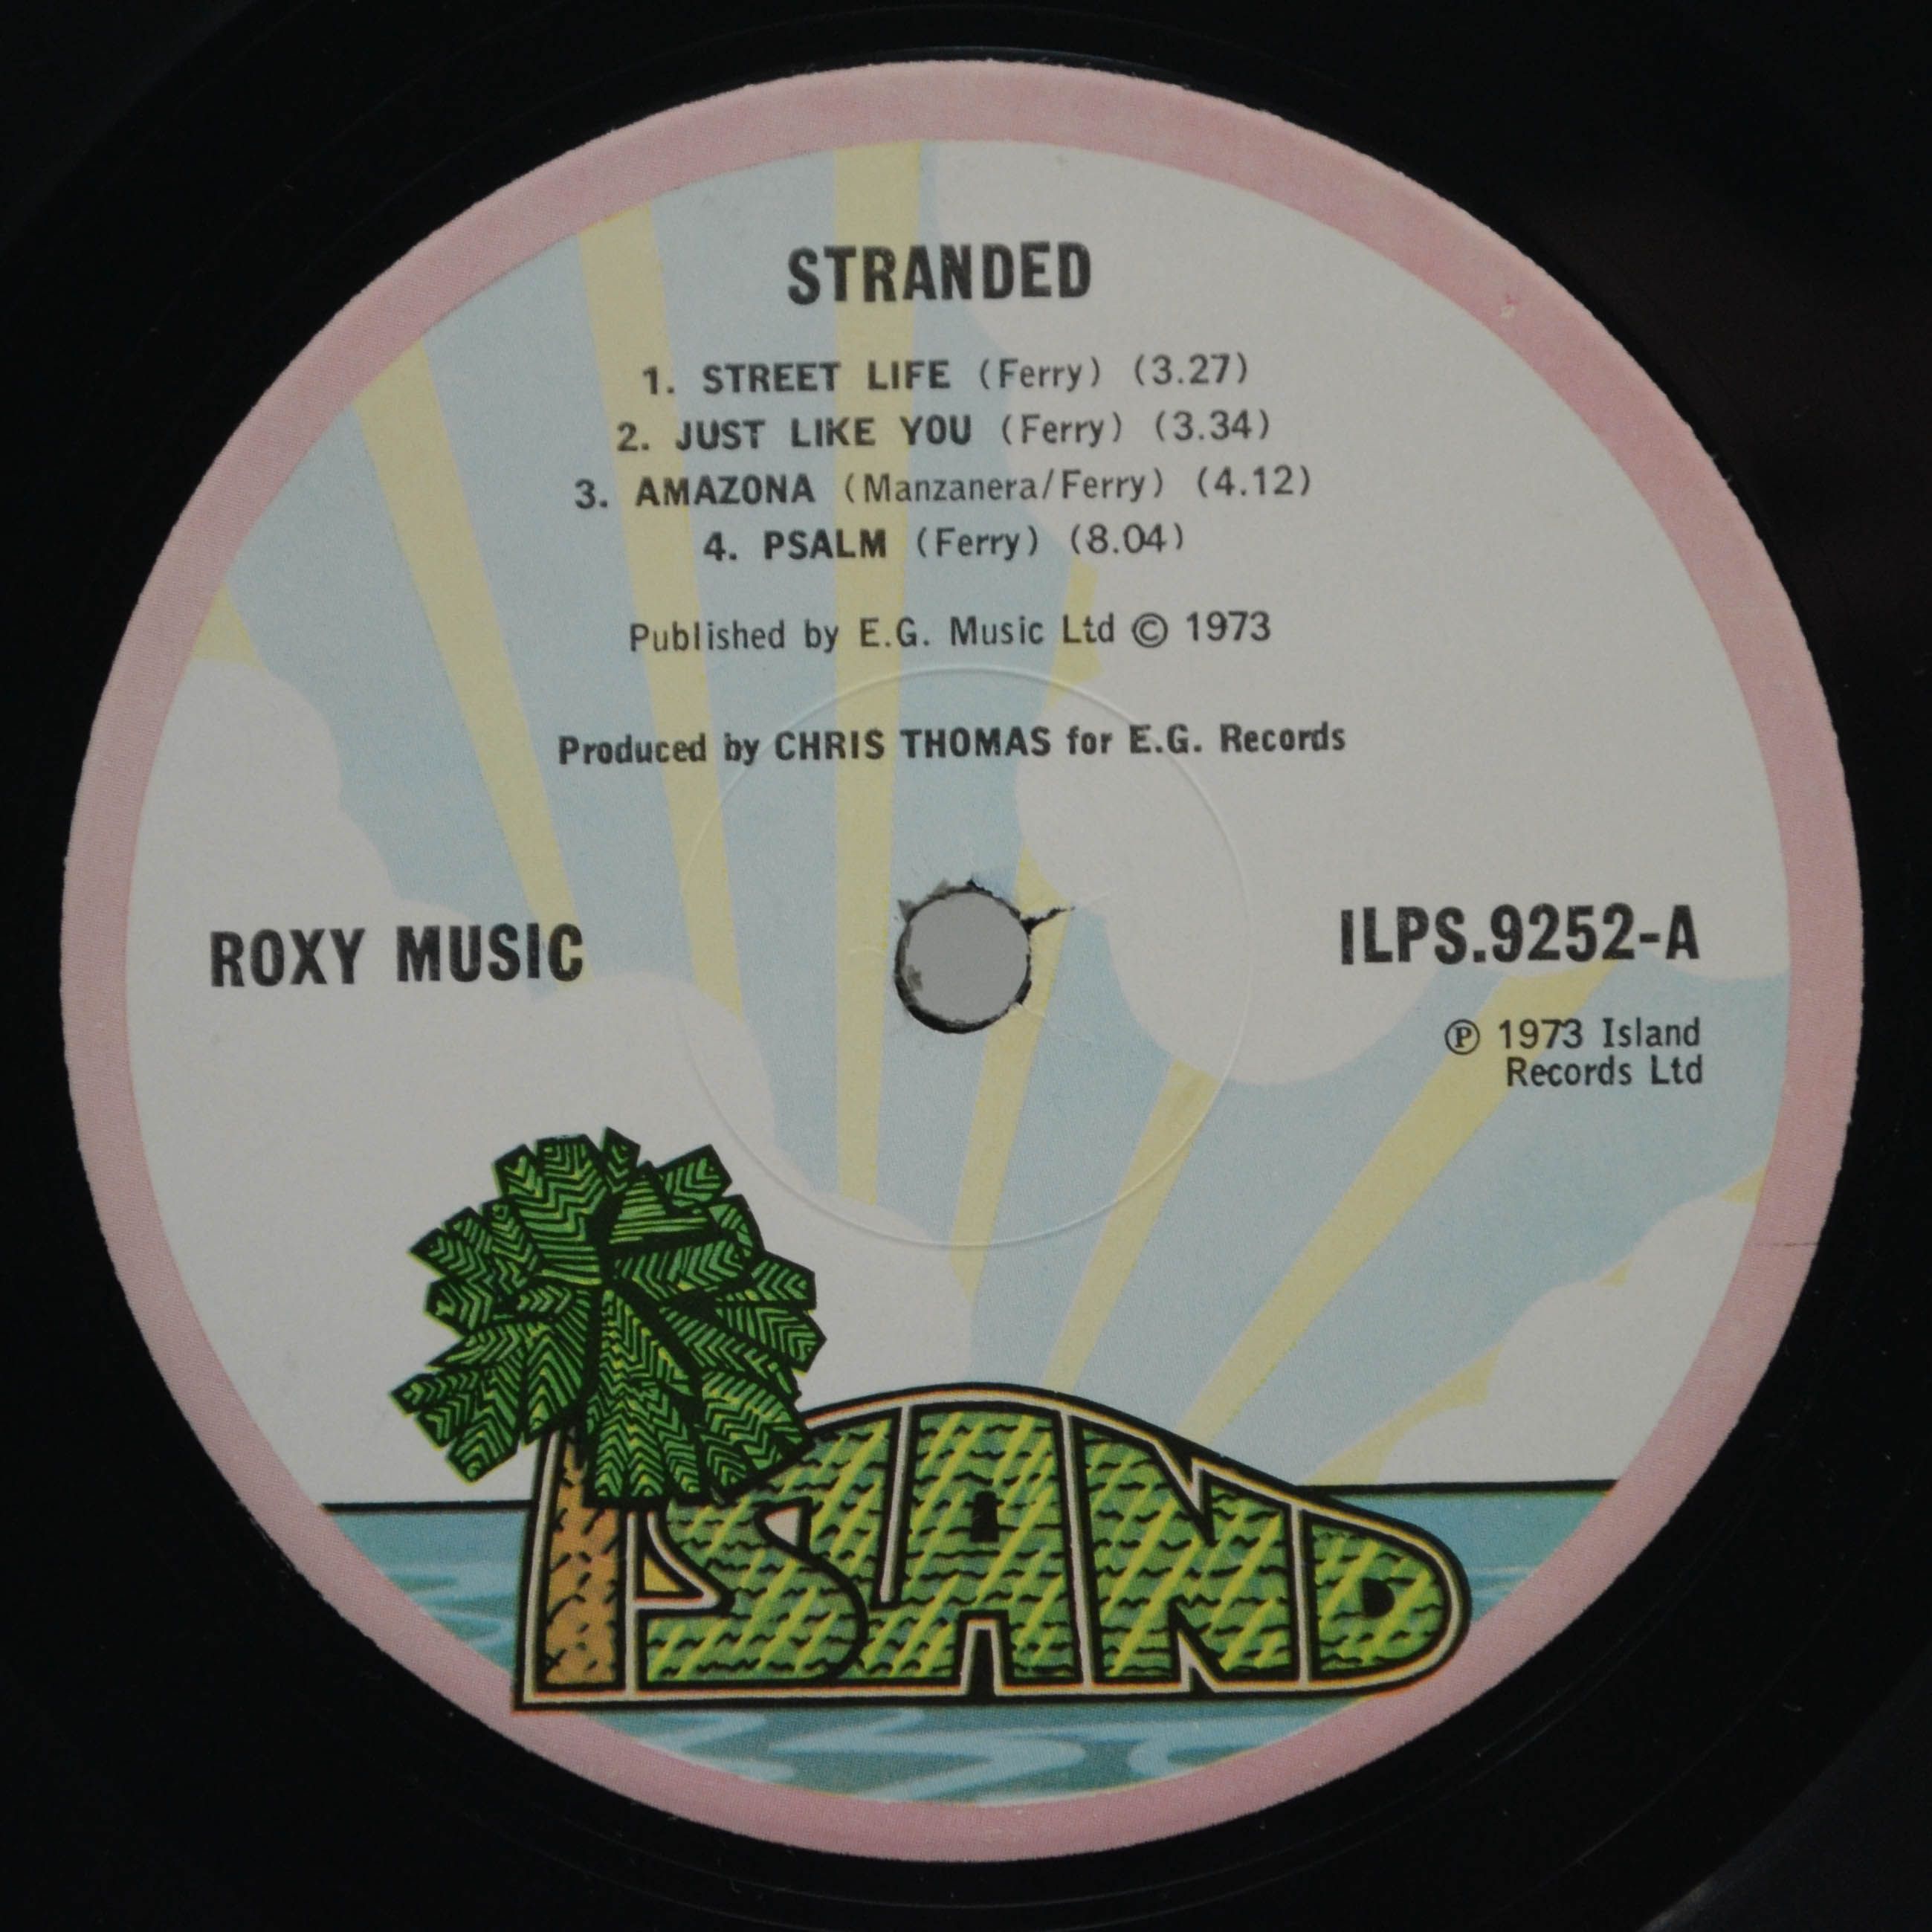 STRANDED
1. STREET LIFE (Ferry) (3.27)
2. JUST LIKE YOU (Ferry) (3.34)
3. AMAZONA (Manzanera/Ferry) (4.12)
4. PSALM (Ferry) (8.04)
Published by E.G. Music Ltd © 1973
Produced by CHRIS THOMAS for E.G. Records
ROXY MUSIC
ILPS.9252-A
℗ 1973 Island
Records Ltd
ISLAND